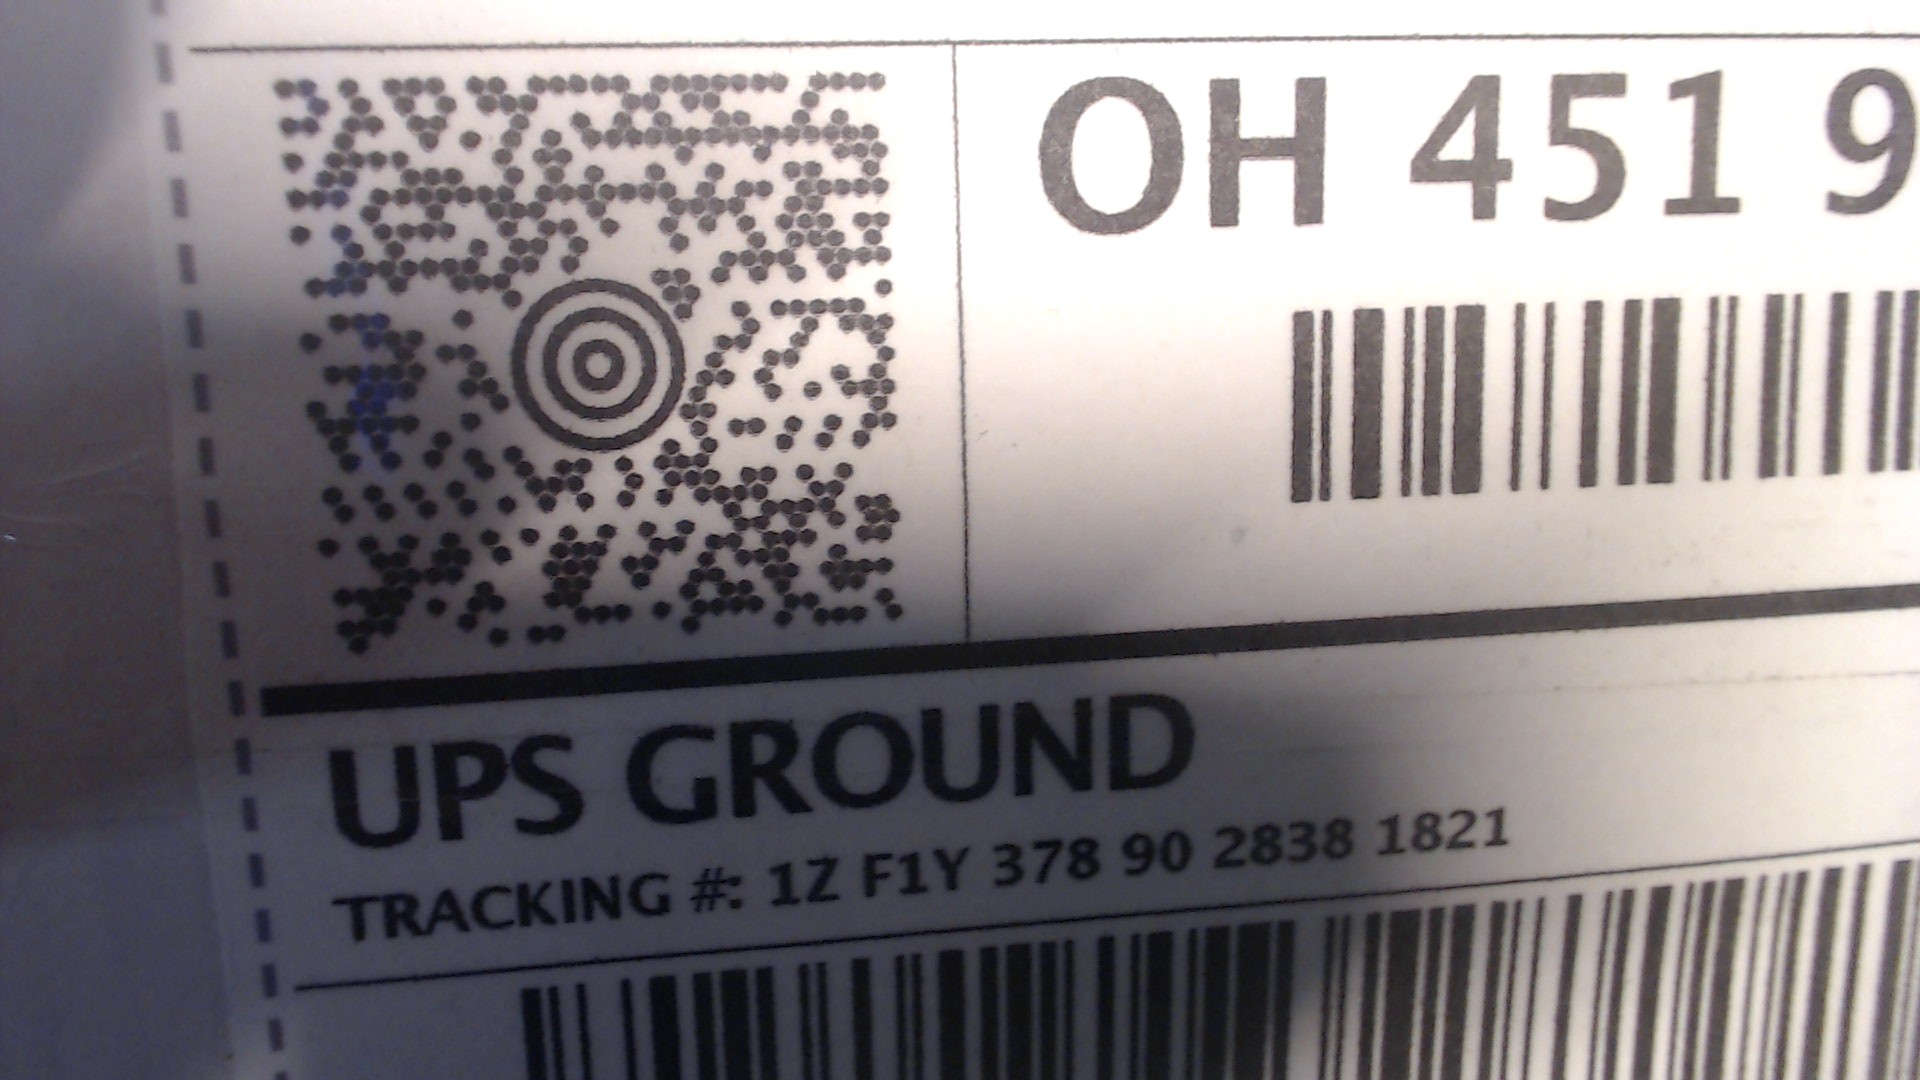 OH 451 9
UPS GROUND
TRACKING #: 1Z F1Y 378 90 2838 1821